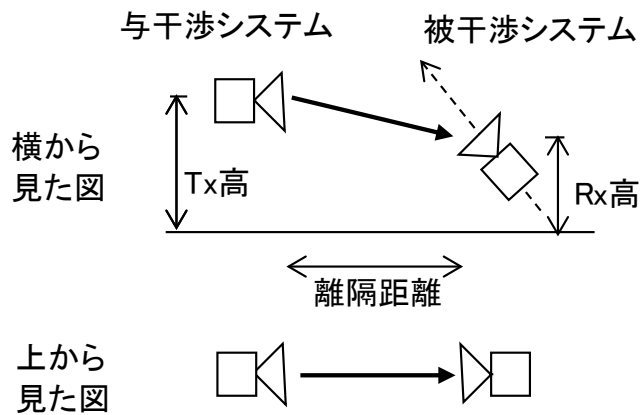 与干渉システム
被干渉システム
横から
見た図
Tx高
Rx高
離隔距離
上から
見た図